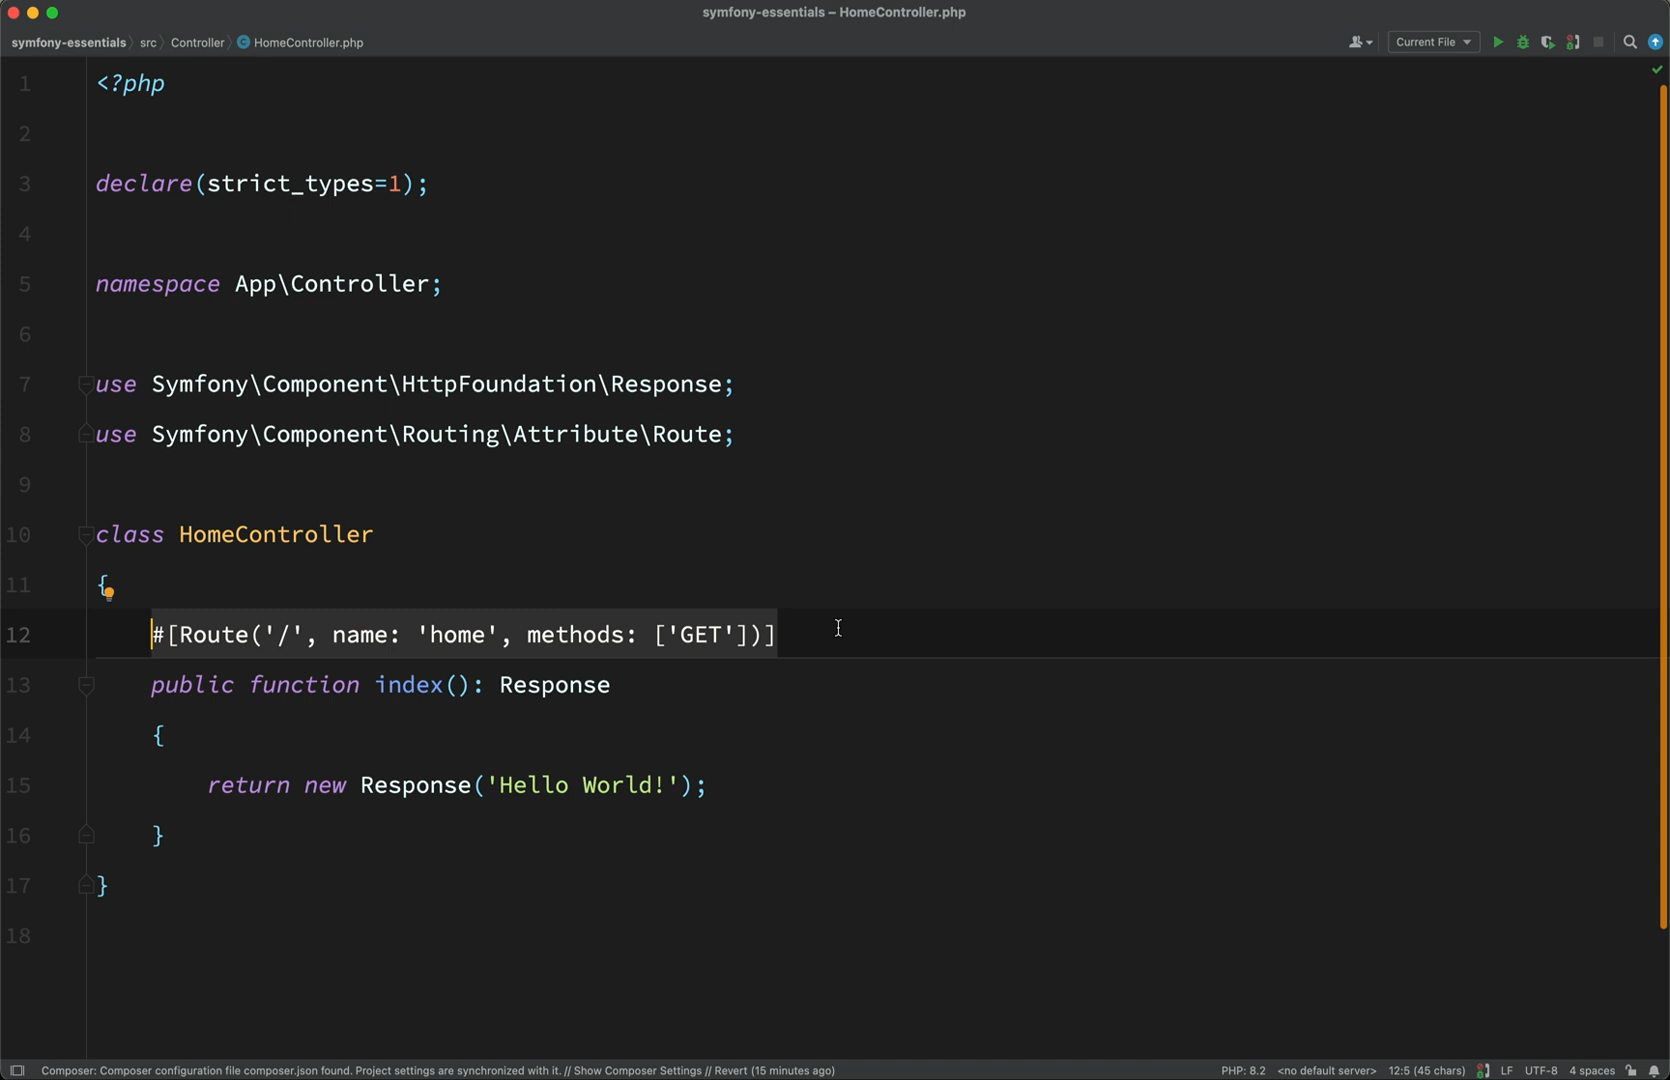 symfony-essentials – HomeController.php
symfony-essentials src Controller C HomeController.php Current File
1 <?php
2
3 declare(strict_types=1);
4
5 namespace App\Controller;
6
7 use Symfony\Component\HttpFoundation\Response;
8 use Symfony\Component\Routing\Attribute\Route;
9
10 class HomeController
11 {
12 #[Route('/', name: 'home', methods: ['GET'])]
13 public function index(): Response
14 {
15 return new Response('Hello World!');
16 }
17 }
18
Composer: Composer configuration file composer.json found. Project settings are synchronized with it. // Show Composer Settings // Revert (15 minutes ago) PHP: 8.2 <no default server> 12:5 (45 chars) LF UTF-8 4 spaces